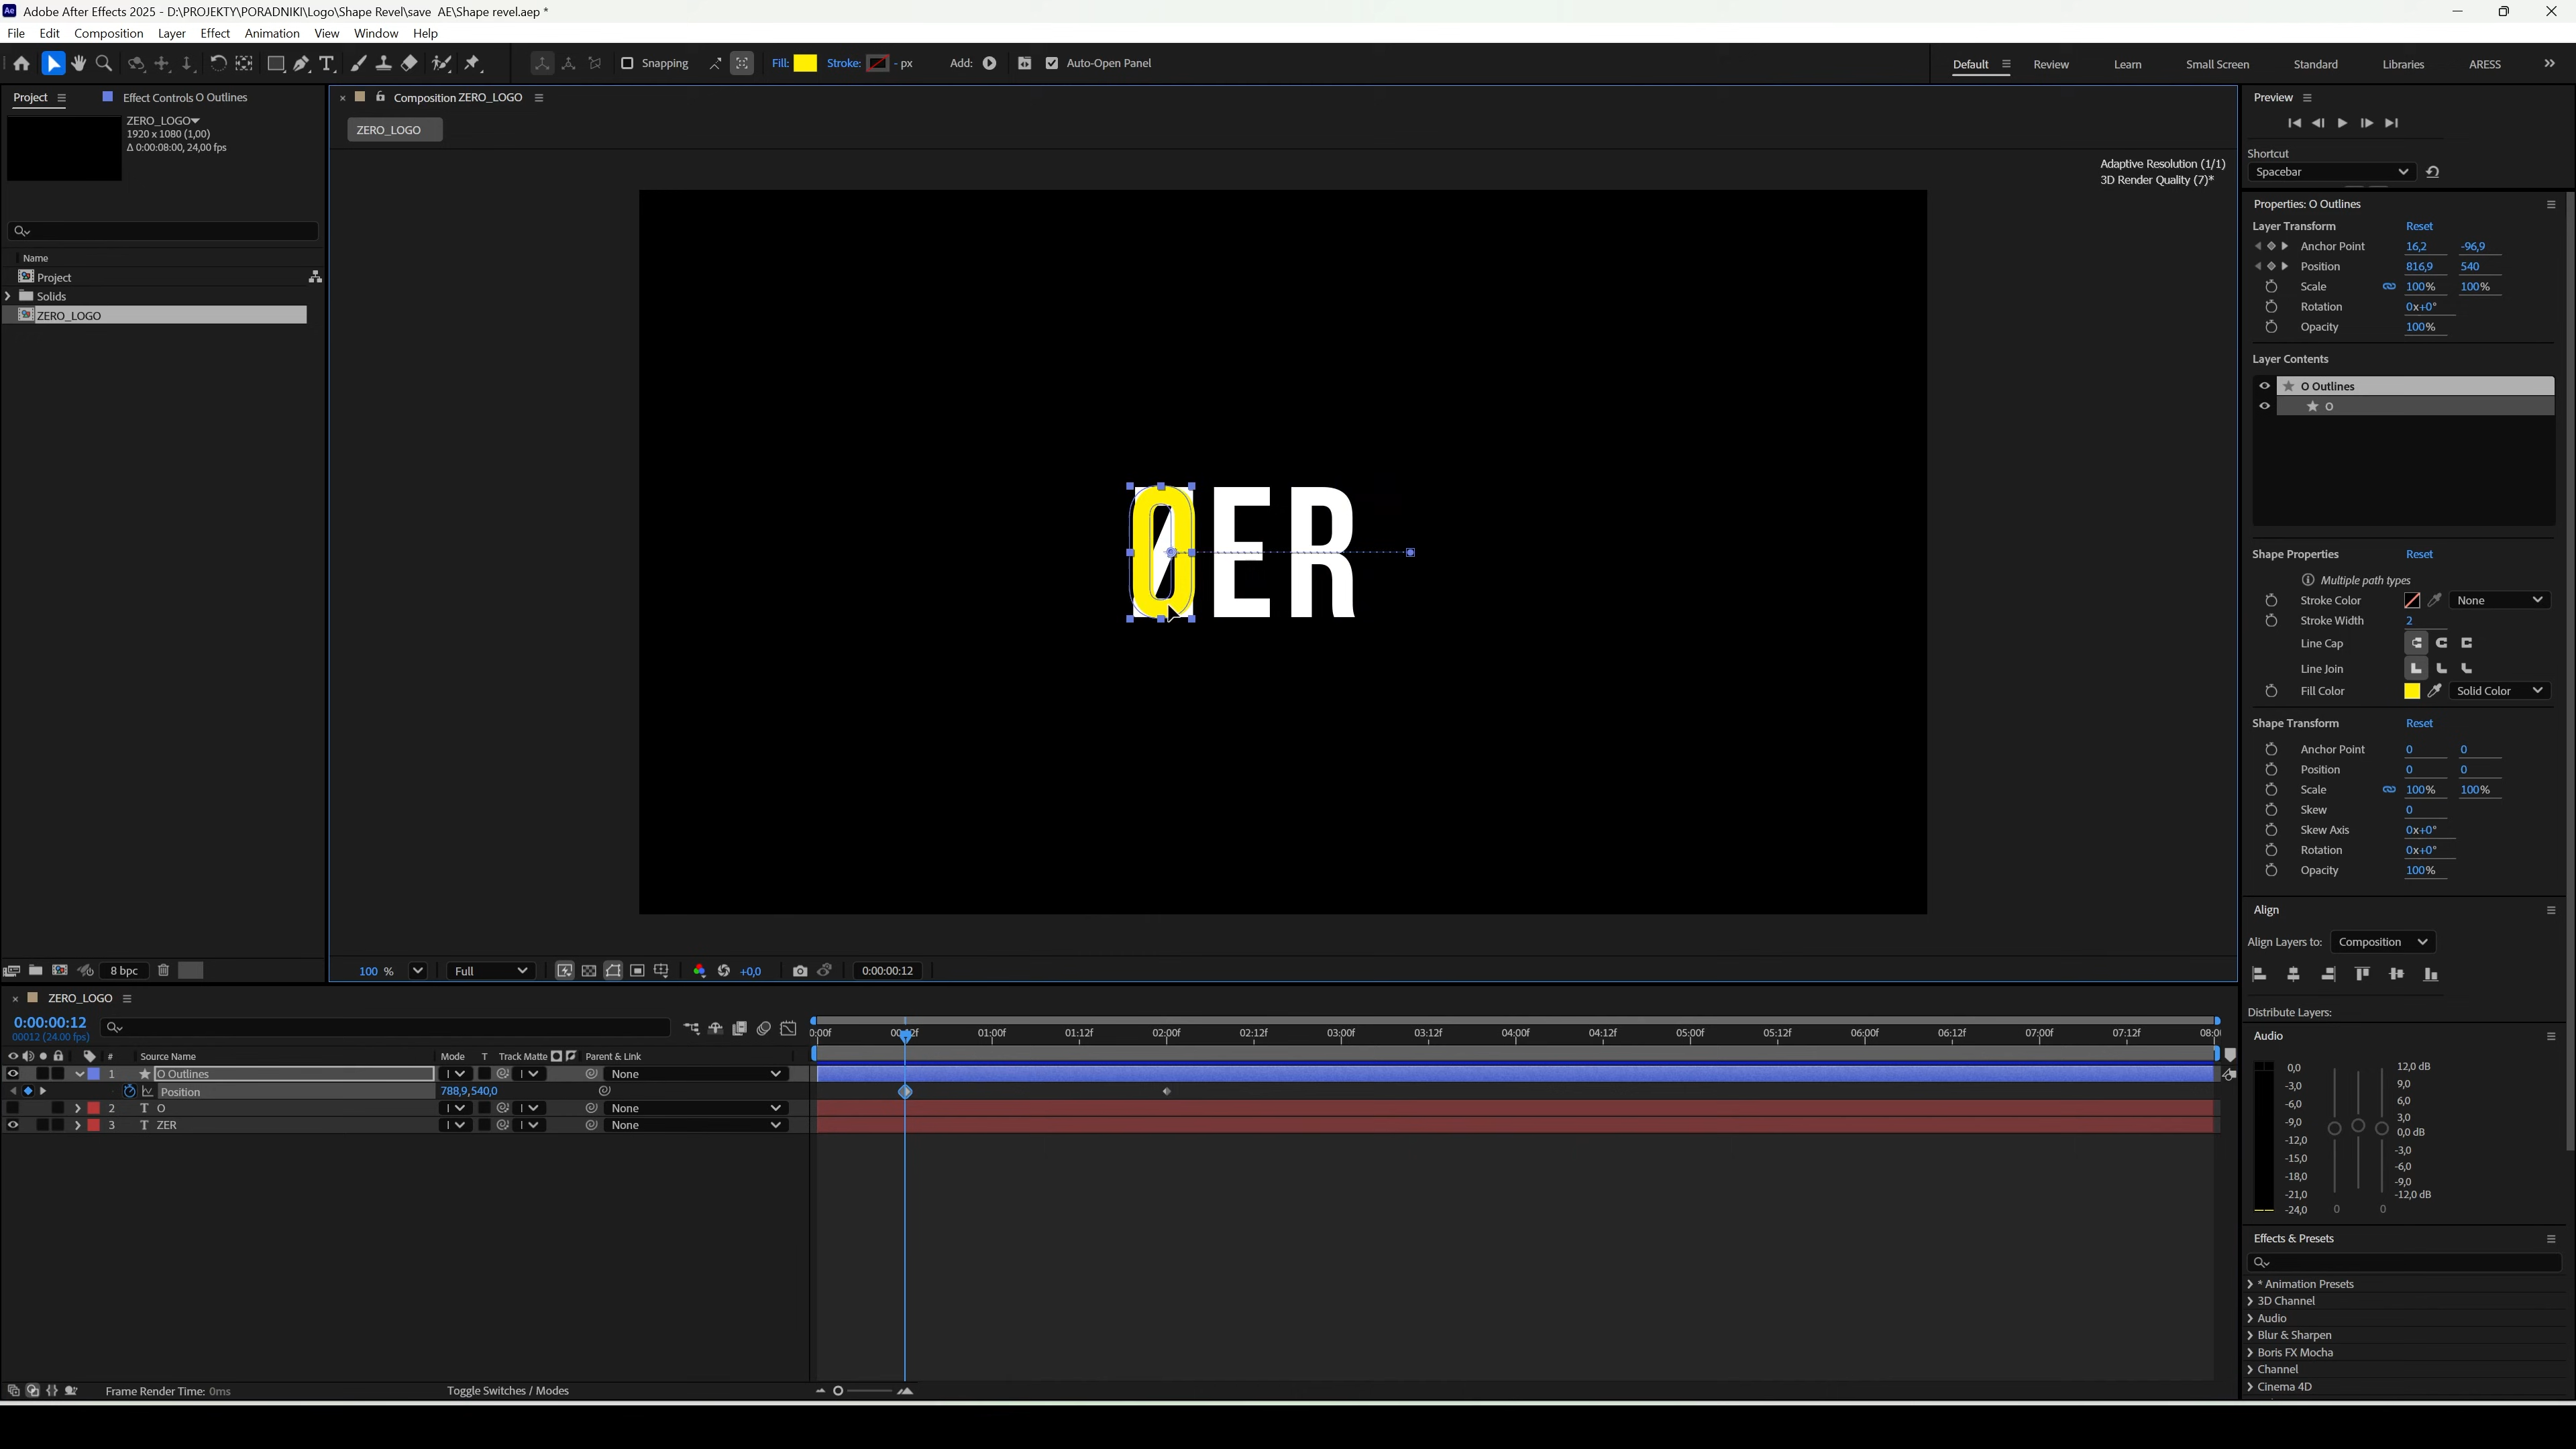 Adobe After Effects 2025 - D:\PROJEKTY\PORADNIKI\Logo\Shape Revel\save AE\Shape revel.aep *
File Edit Composition Layer Effect Animation View Window Help
Snapping Fill: Stroke: - px Add: Auto-Open Panel
Default Review Learn Small Screen Standard Libraries ARESS
Project Effect Controls O Outlines
ZERO_LOGO
1920 x 1080 (1,00)
Δ 0:00:08:00, 24,00 fps
Name
Project
Solids
ZERO_LOGO
8 bpc
Composition ZERO_LOGO
ZERO_LOGO
Adaptive Resolution (1/1)
3D Render Quality (7)*
OER
100 % Full +0,0 0:00:00:12
Preview
Shortcut
Spacebar
Properties: O Outlines
Layer Transform Reset
Anchor Point 16,2 -96,9
Position 816,9 540
Scale 100% 100%
Rotation 0x+0°
Opacity 100%
Layer Contents
O Outlines
O
Shape Properties Reset
Multiple path types
Stroke Color None
Stroke Width 2
Line Cap
Line Join
Fill Color Solid Color
Shape Transform Reset
Anchor Point 0 0
Position 0 0
Scale 100% 100%
Skew 0
Skew Axis 0x+0°
Rotation 0x+0°
Opacity 100%
Align
Align Layers to: Composition
Distribute Layers:
Audio
0,0 12,0 dB
-3,0 9,0
-6,0 6,0
-9,0 3,0
-12,0 0,0 dB
-15,0 -3,0
-18,0 -6,0
-21,0 -9,0
-24,0 -12,0 dB
0 0
Effects & Presets
* Animation Presets
3D Channel
Audio
Blur & Sharpen
Boris FX Mocha
Channel
Cinema 4D
ZERO_LOGO
0:00:00:12
00012 (24.00 fps)
:00f 00:12f 01:00f 01:12f 02:00f 02:12f 03:00f 03:12f 04:00f 04:12f 05:00f 05:12f 06:00f 06:12f 07:00f 07:12f 08:0
# Source Name Mode T Track Matte Parent & Link
1 O Outlines None
Position 788,9,540,0
2 T O None
3 T ZER None
Frame Render Time: 0ms Toggle Switches / Modes